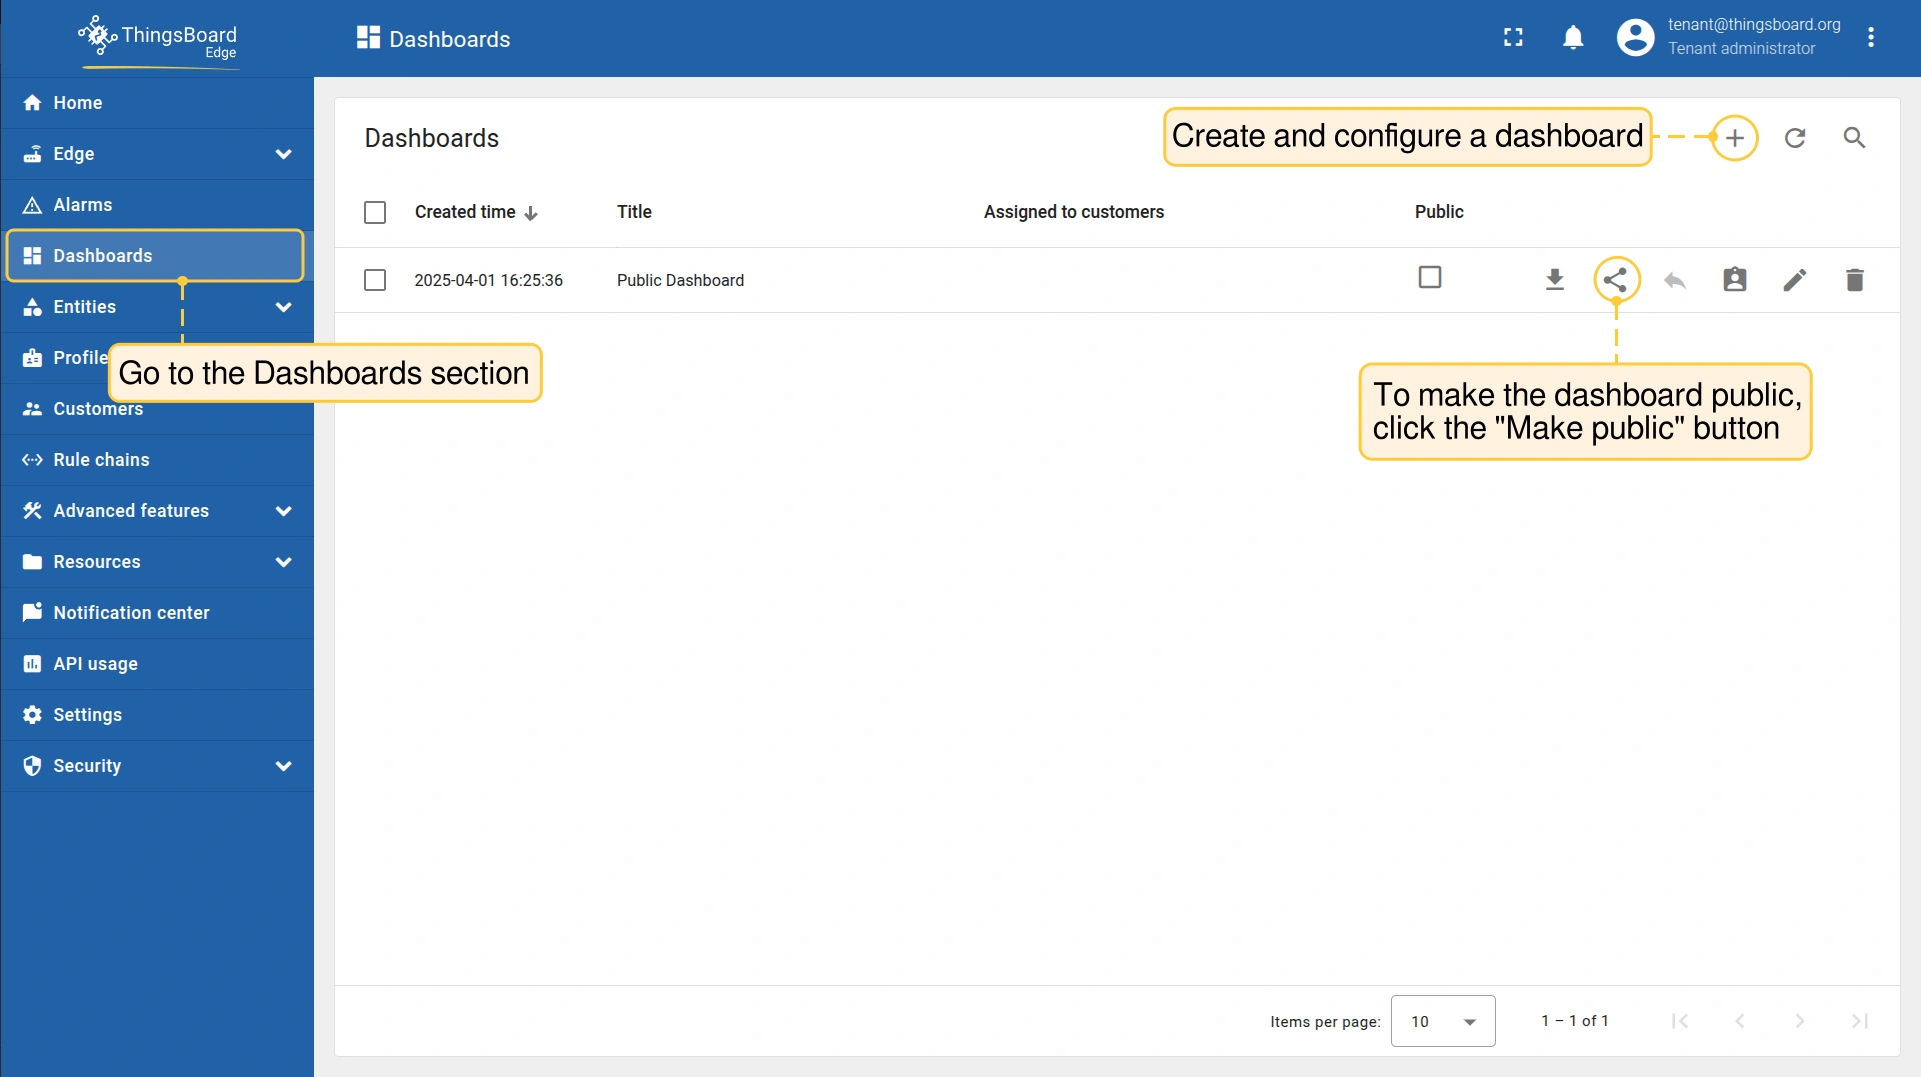 ThingsBoard
Edge
Dashboards
tenant@thingsboard.org
Tenant administrator
Home
Edge
Alarms
Dashboards
Entities
Profile
Customers
Rule chains
Advanced features
Resources
Notification center
API usage
Settings
Security
Go to the Dashboards section
Dashboards
Create and configure a dashboard
Created time
Title
Assigned to customers
Public
2025-04-01 16:25:36
Public Dashboard
To make the dashboard public,
click the "Make public" button
Items per page:
10
1 – 1 of 1